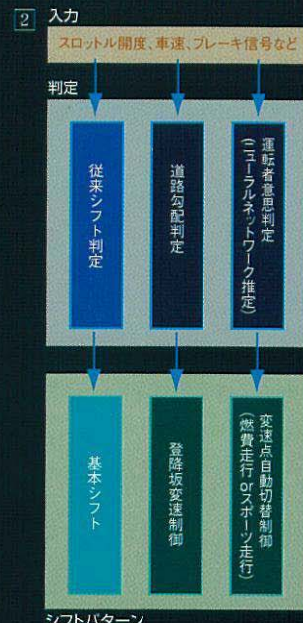 2 入力
スロットル開度、車速、ブレーキ信号など
判定
従来シフト判定
道路勾配判定
運転者意思判定
(ニューラルネットワーク推定)
基本シフト
登降坂変速制御
変速点自動切替制御
(燃費走行orスポーツ走行)
シフトパターン